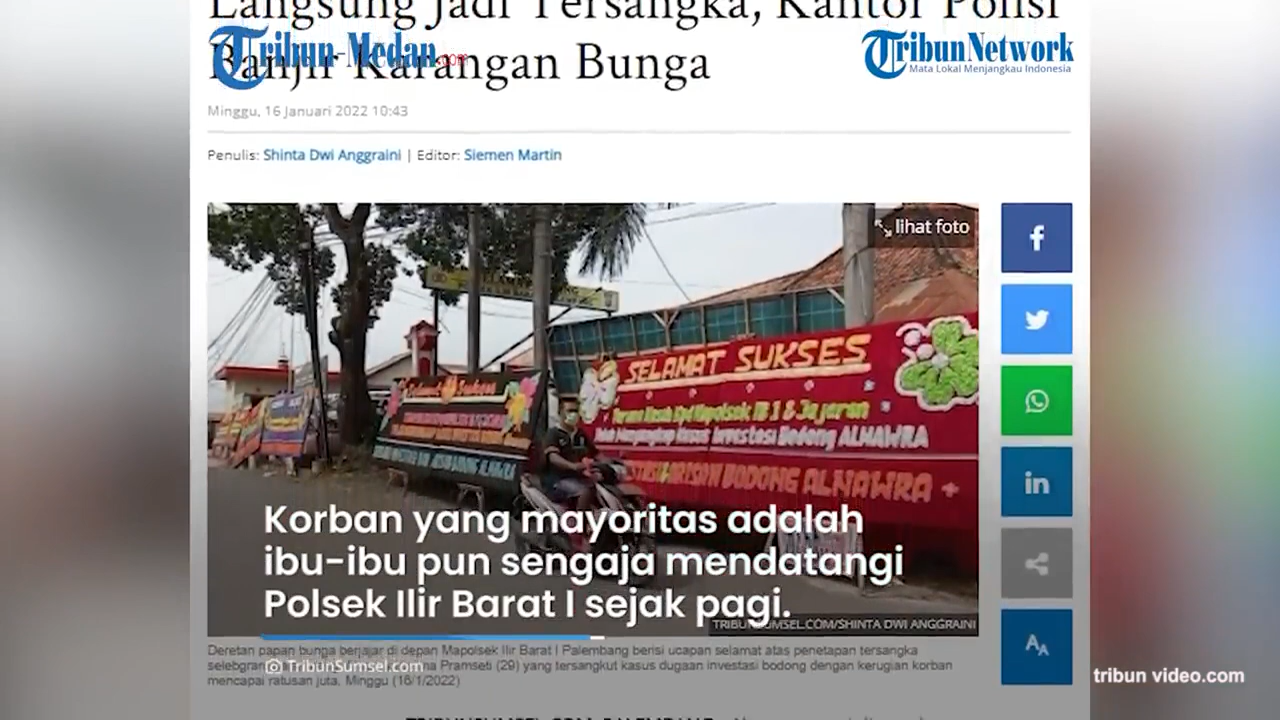 Langsung Jadi Tersangka, Kantor Polisi
Banjir Karangan Bunga
Tribun-Medan.com
TribunNetwork
Mata Lokal Menjangkau Indonesia
Minggu, 16 Januari 2022 10:43
Penulis: Shinta Dwi Anggraini | Editor: Siemen Martin
lihat foto
SELAMAT SUKSES
Kapolsek IB 1 & Jajaran
Investasi Bodong ALNAWRA
ARISAN BODONG ALNAWRA
Korban yang mayoritas adalah
ibu-ibu pun sengaja mendatangi
Polsek Ilir Barat I sejak pagi.
TRIBUNSUMSEL.COM/SHINTA DWI ANGGRAINI
Deretan papan bunga berjajar di depan Mapolsek Ilir Barat I Palembang berisi ucapan selamat atas penetapan tersangka
selebgram Pramseti (29) yang tersangkut kasus dugaan investasi bodong dengan kerugian korban
TribunSumsel.com
mencapai ratusan juta, Minggu (16/1/2022)
tribun video.com